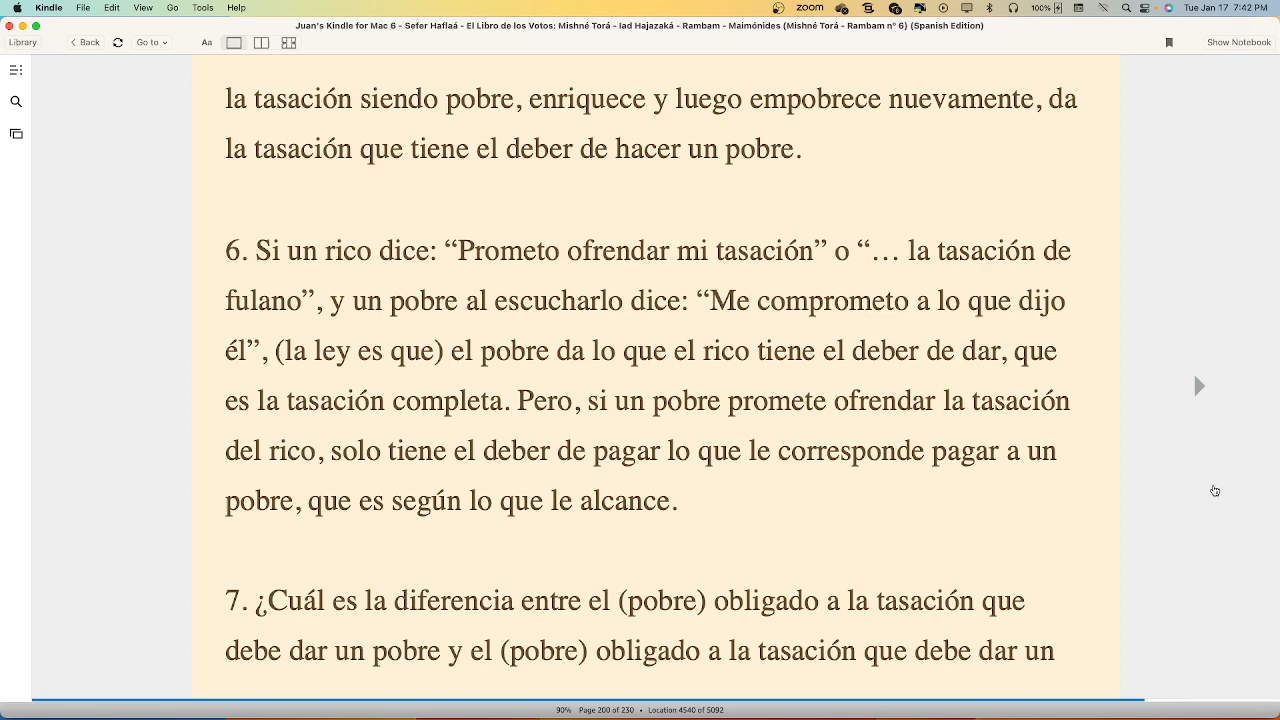 Kindle File Edit View Go Tools Help zoom 100% Tue Jan 17 7:42 PM
Juan's Kindle for Mac 6 - Sefer Haflaá - El Libro de los Votos: Mishné Torá - Iad Hajazaká - Rambam - Maimónides (Mishné Torá - Rambam nº 6) (Spanish Edition)
Library Back Go to Aa Show Notebook
la tasación siendo pobre, enriquece y luego empobrece nuevamente, da
la tasación que tiene el deber de hacer un pobre.
6. Si un rico dice: “Prometo ofrendar mi tasación” o “… la tasación de
fulano”, y un pobre al escucharlo dice: “Me comprometo a lo que dijo
él”, (la ley es que) el pobre da lo que el rico tiene el deber de dar, que
es la tasación completa. Pero, si un pobre promete ofrendar la tasación
del rico, solo tiene el deber de pagar lo que le corresponde pagar a un
pobre, que es según lo que le alcance.
7. ¿Cuál es la diferencia entre el (pobre) obligado a la tasación que
debe dar un pobre y el (pobre) obligado a la tasación que debe dar un
90% Page 200 of 230 • Location 4540 of 5092